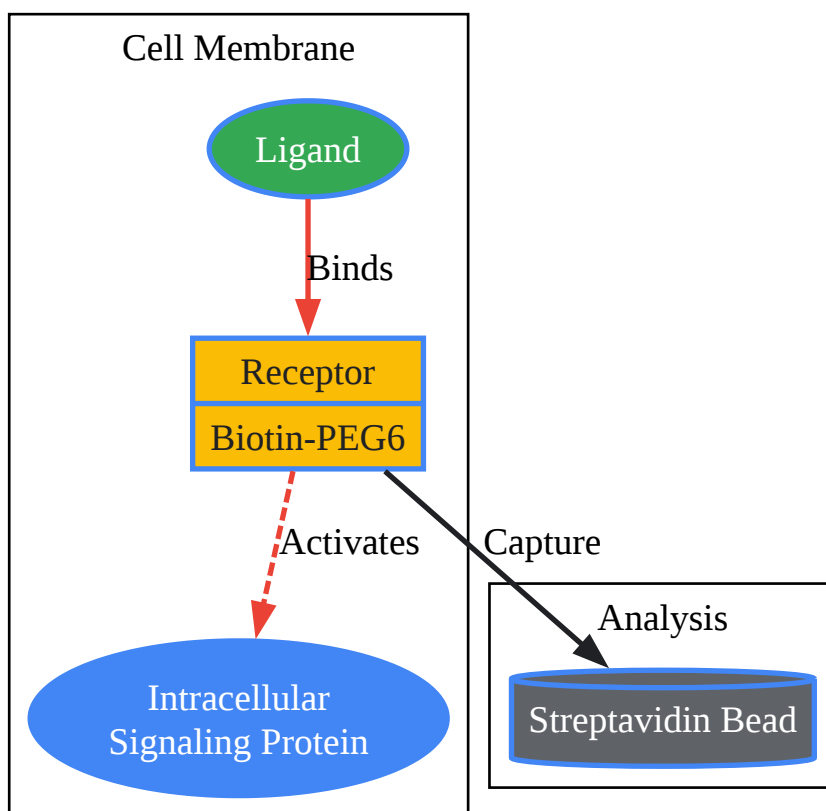 Cell Membrane
Ligand
Binds
Receptor
Biotin-PEG6
Activates
Capture
Analysis
Intracellular
Signaling Protein
Streptavidin Bead